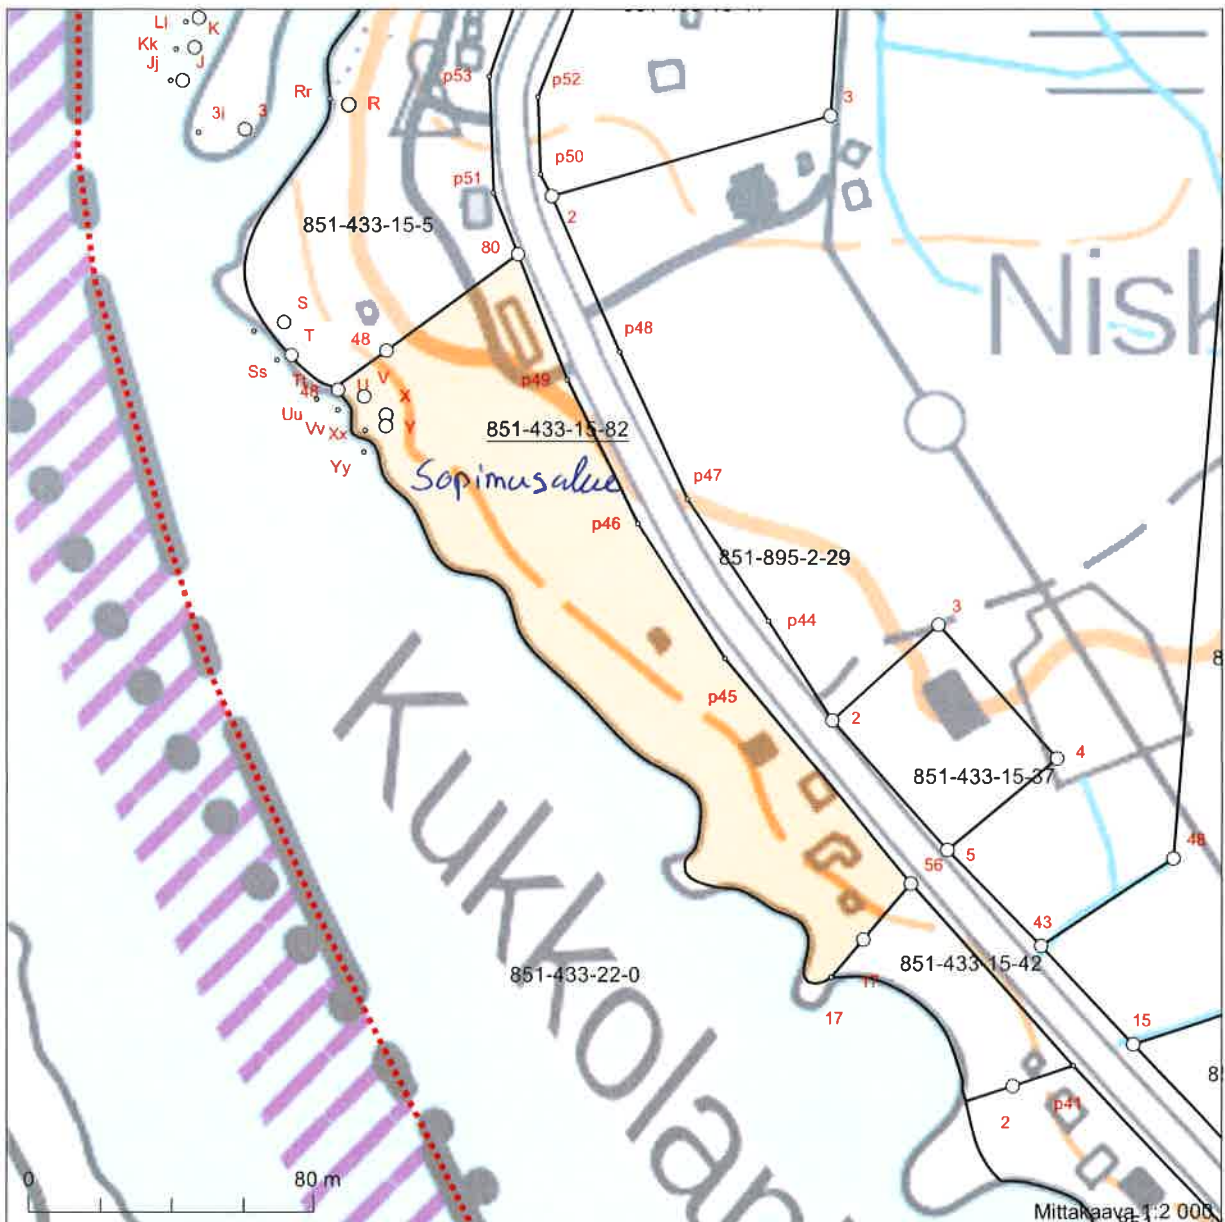 Ll
K
Kk
J
Jj
p53
p52
Rr
R
3i
3
3
p50
p51
2
851-433-15-5
80
Nisk
S
T
48
p48
V
Ss
Tt
48
U
X
p49
Uu
Vv
Xx
Y
851-433-15-82
Yy
Sopimusalue
p47
p46
851-895-2-29
3
p44
8
p45
2
4
851-433-15-37
Kukkolan
5
48
56
43
851-433-15-42
851-433-22-0
17
17
15
8
p41
2
0
80 m
Mittakaava 1:2 000